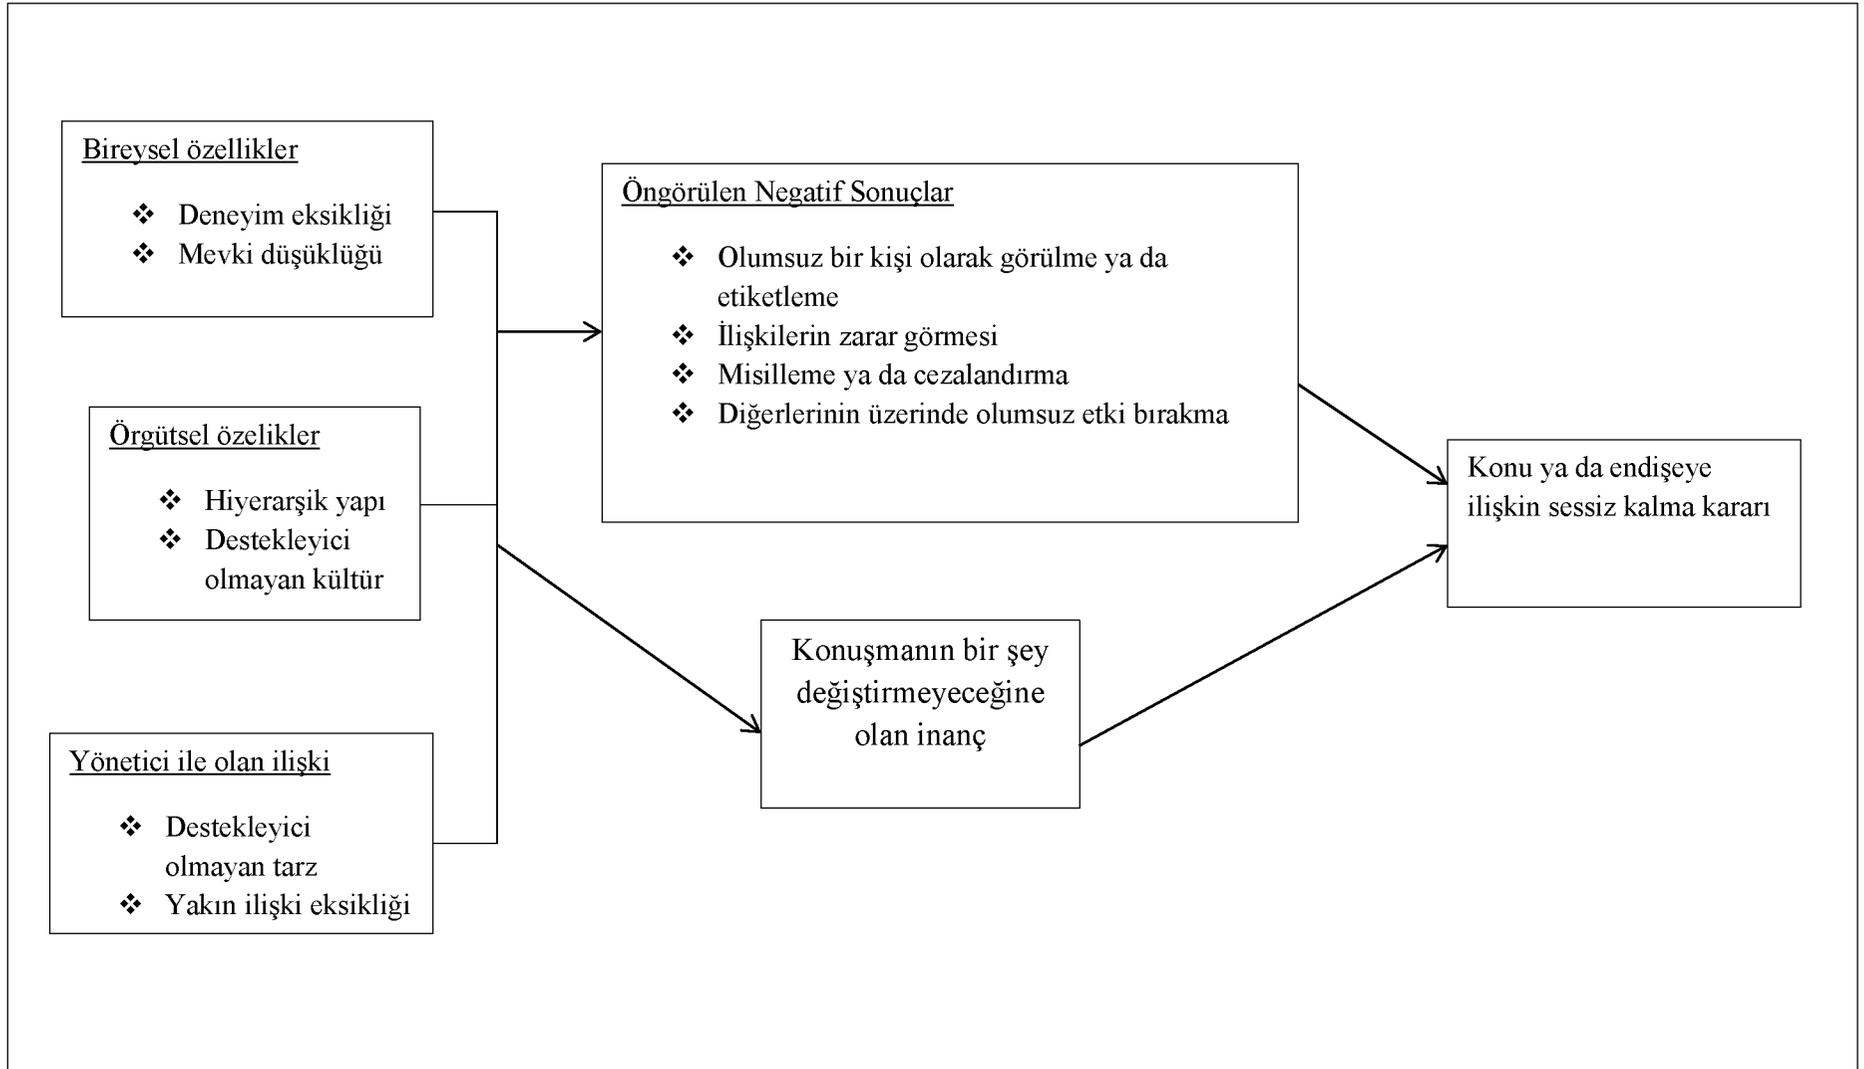 Bireysel özellikler
❖ Deneyim eksikliği
❖ Mevki düşüklüğü
Örgütsel özelikler
❖ Hiyerarşik yapı
❖ Destekleyici
olmayan kültür
Yönetici ile olan ilişki
❖ Destekleyici
olmayan tarz
❖ Yakın ilişki eksikliği
Öngörülen Negatif Sonuçlar
❖ Olumsuz bir kişi olarak görülme ya da
etiketleme
❖ İlişkilerin zarar görmesi
❖ Misilleme ya da cezalandırma
❖ Diğerlerinin üzerinde olumsuz etki bırakma
Konuşmanın bir şey
değiştirmeyeceğine
olan inanç
Konu ya da endişeye
ilişkin sessiz kalma kararı